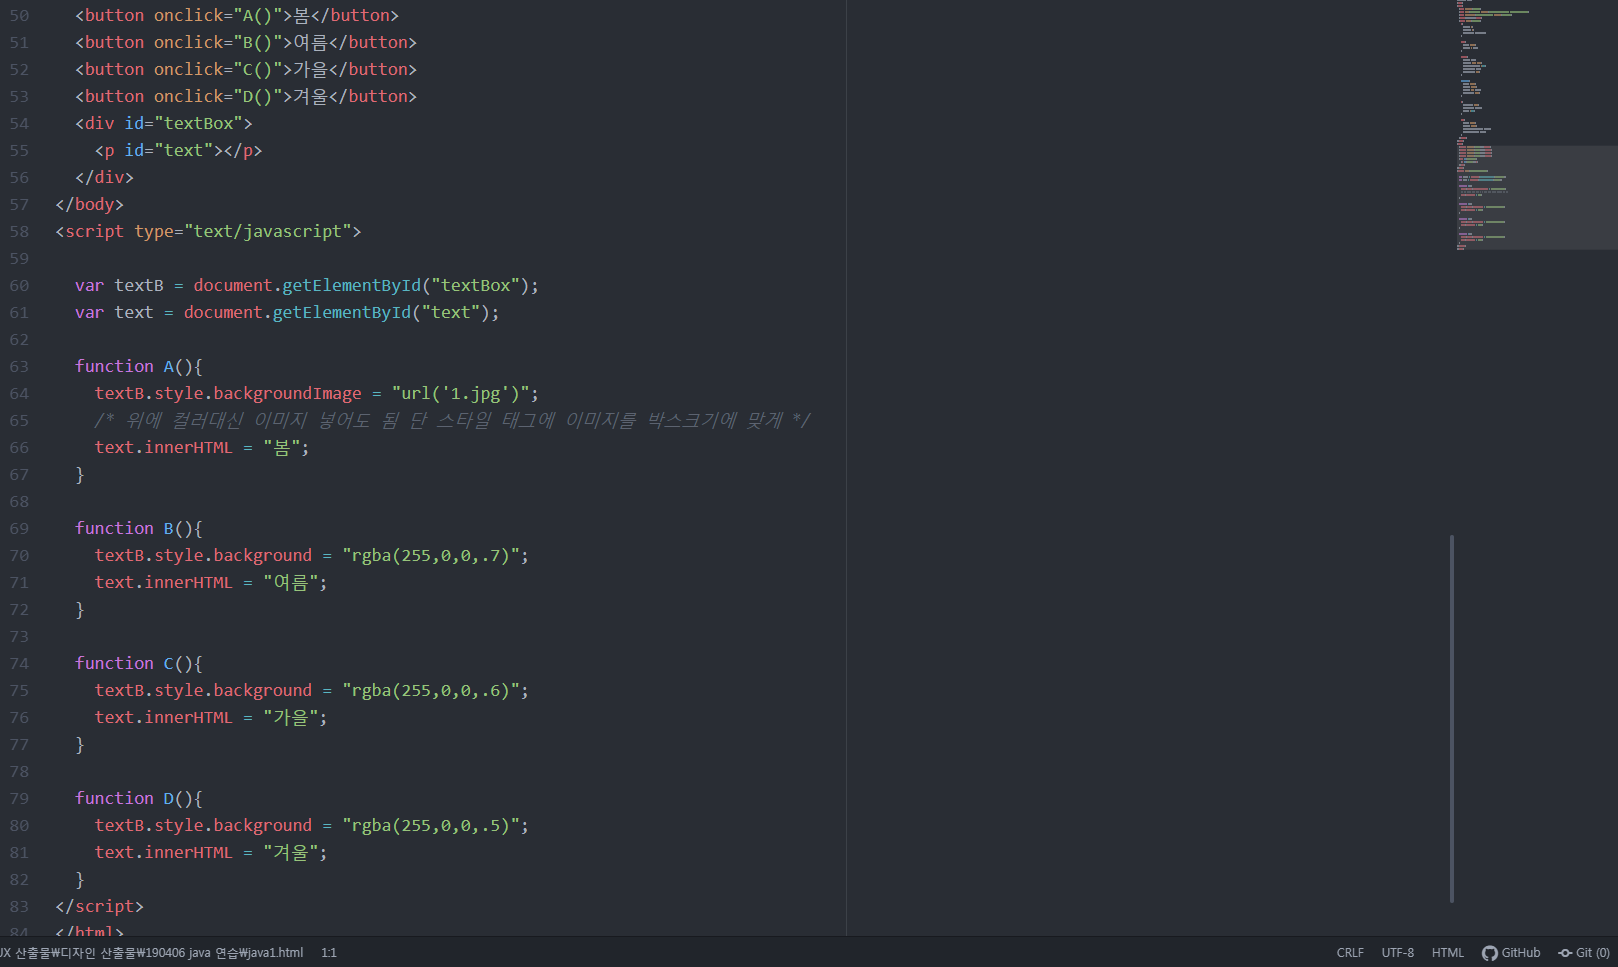 50 <button onclick="A()">봄</button>
51 <button onclick="B()">여름</button>
52 <button onclick="C()">가을</button>
53 <button onclick="D()">겨울</button>
54 <div id="textBox">
55 <p id="text"></p>
56 </div>
57 </body>
58 <script type="text/javascript">
59
60 var textB = document.getElementById("textBox");
61 var text = document.getElementById("text");
62
63 function A(){
64 textB.style.backgroundImage = "url('1.jpg')";
65 /* 위에 컬러대신 이미지 넣어도 됨 단 스타일 태그에 이미지를 박스크기에 맞게 */
66 text.innerHTML = "봄";
67 }
68
69 function B(){
70 textB.style.background = "rgba(255,0,0,.7)";
71 text.innerHTML = "여름";
72 }
73
74 function C(){
75 textB.style.background = "rgba(255,0,0,.6)";
76 text.innerHTML = "가을";
77 }
78
79 function D(){
80 textB.style.background = "rgba(255,0,0,.5)";
81 text.innerHTML = "겨울";
82 }
83 </script>
84 </html>
UX 산출물₩디자인 산출물₩190406 java 연습₩java1.html 1:1 CRLF UTF-8 HTML GitHub Git (0)